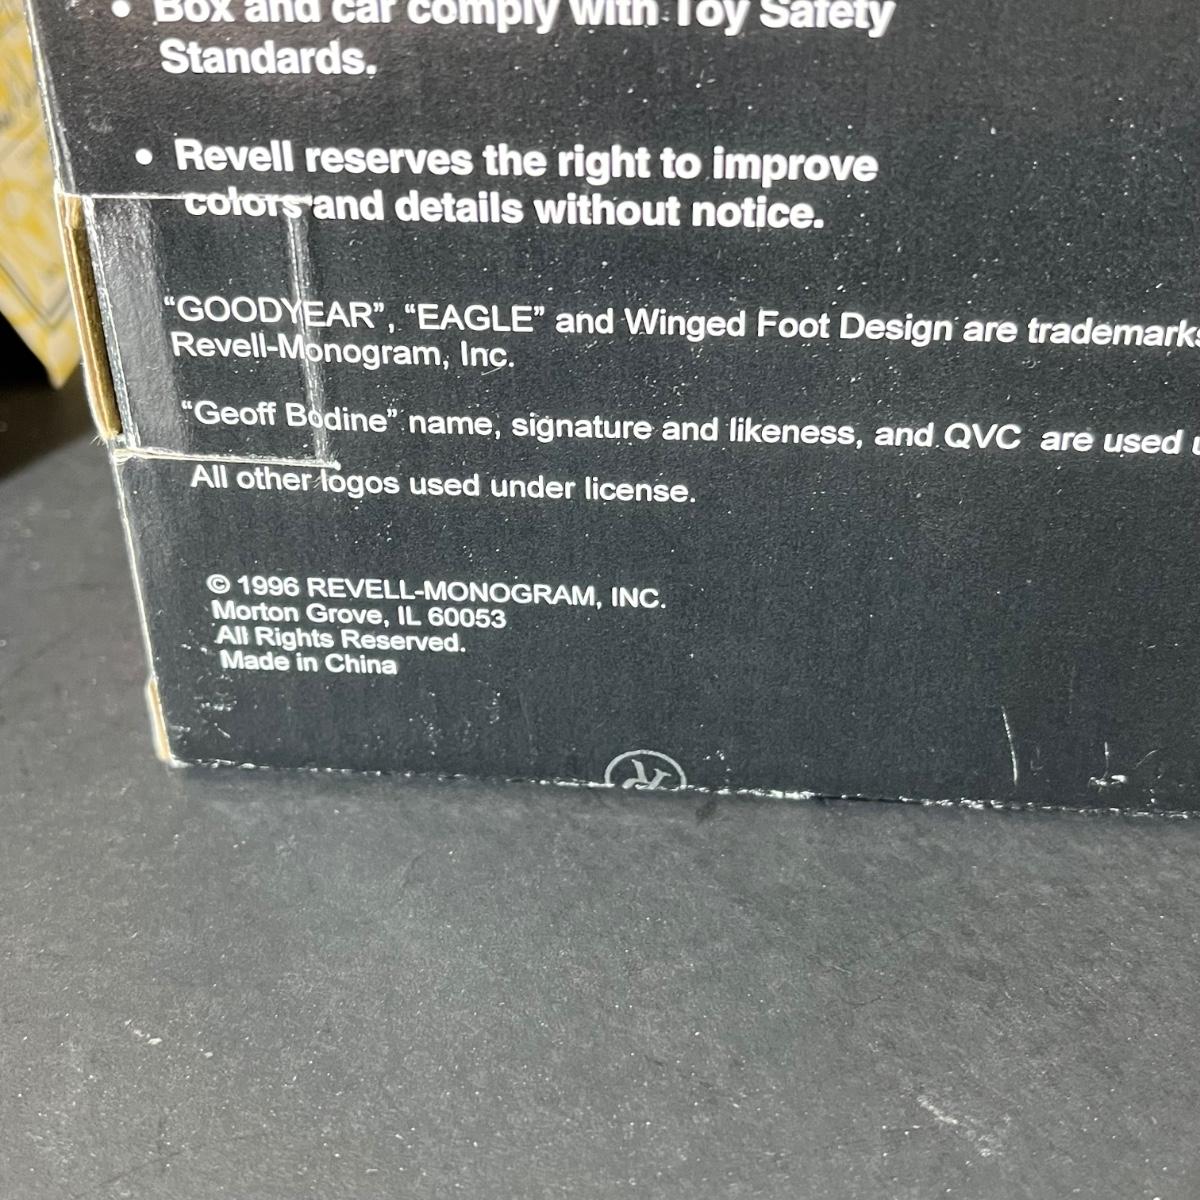 • Box and car comply with Toy Safety
Standards.
• Revell reserves the right to improve
colors and details without notice.
“GOODYEAR”, “EAGLE” and Winged Foot Design are trademarks
Revell-Monogram, Inc.
“Geoff Bodine” name, signature and likeness, and QVC are used
All other logos used under license.
© 1996 REVELL-MONOGRAM, INC.
Morton Grove, IL 60053
All Rights Reserved.
Made in China